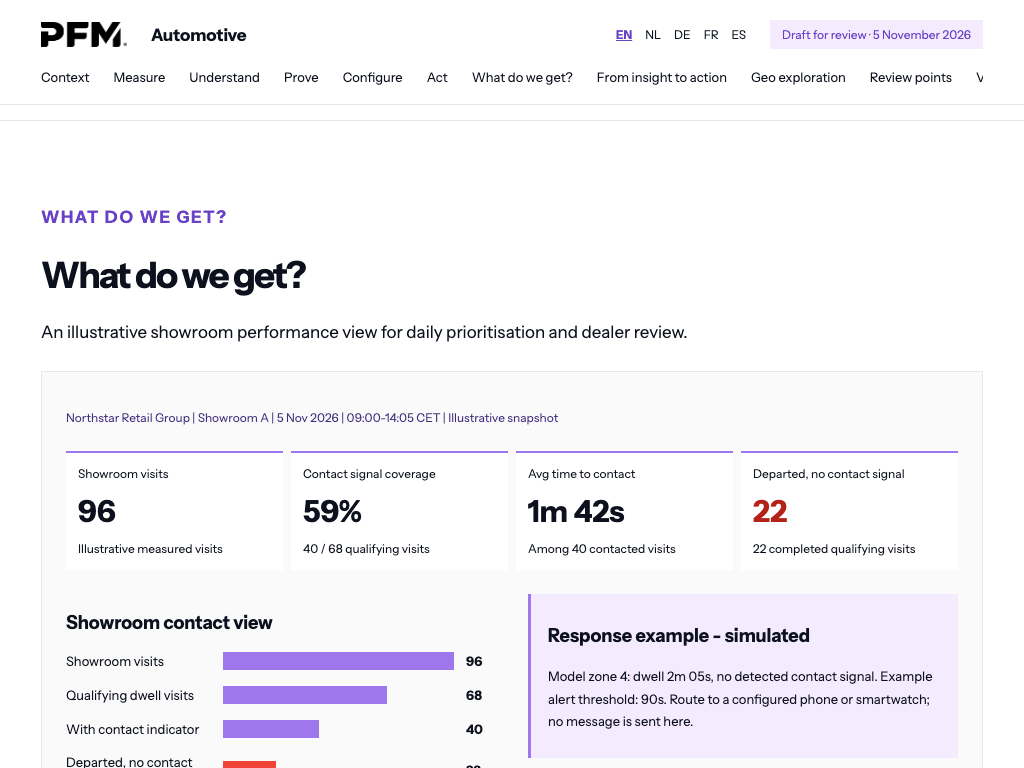 PFM
Automotive
EN NL DE FR ES
Draft for review · 5 November 2026
Context Measure Understand Prove Configure Act What do we get? From insight to action Geo exploration Review points
WHAT DO WE GET?
What do we get?
An illustrative showroom performance view for daily prioritisation and dealer review.
Northstar Retail Group | Showroom A | 5 Nov 2026 | 09:00-14:05 CET | Illustrative snapshot
Showroom visits
96
Illustrative measured visits
Contact signal coverage
59%
40 / 68 qualifying visits
Avg time to contact
1m 42s
Among 40 contacted visits
Departed, no contact signal
22
22 completed qualifying visits
Showroom contact view
Showroom visits 96
Qualifying dwell visits 68
With contact indicator 40
Departed, no contact
Response example - simulated
Model zone 4: dwell 2m 05s, no detected contact signal. Example
alert threshold: 90s. Route to a configured phone or smartwatch;
no message is sent here.